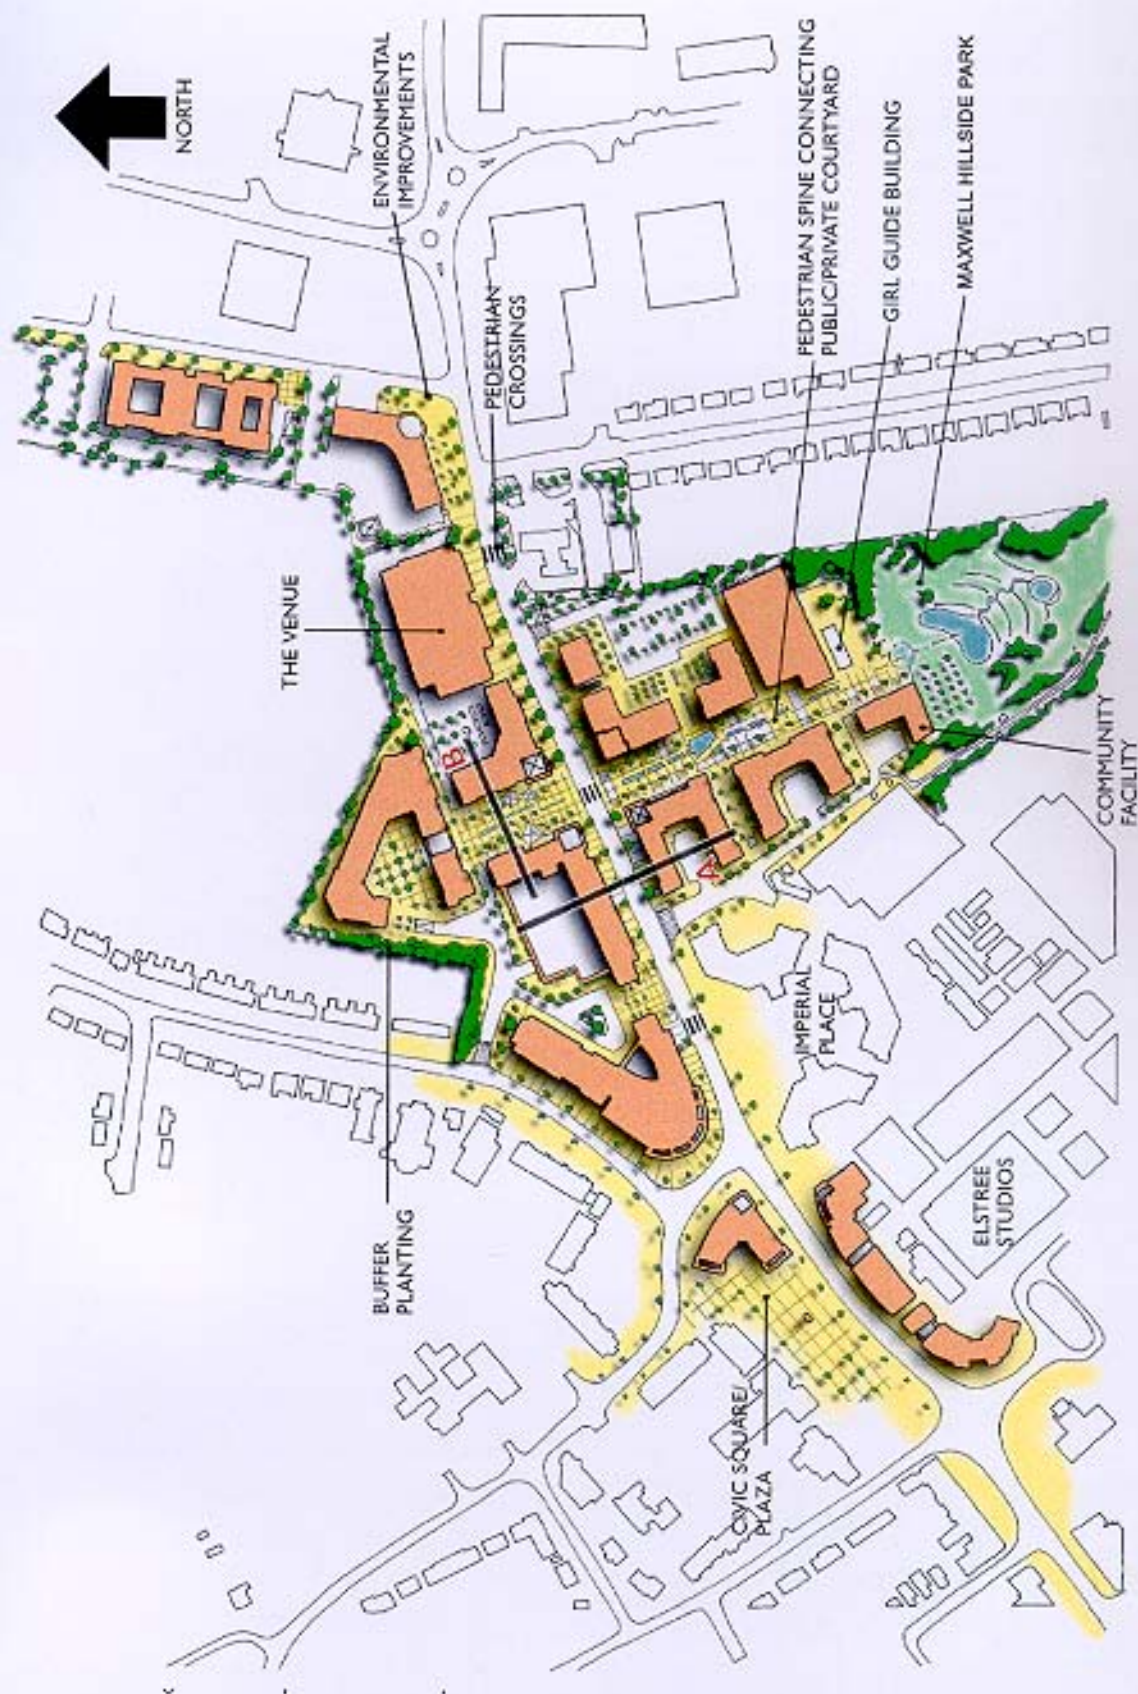 NORTH
ENVIRONMENTAL
IMPROVEMENTS
PEDESTRIAN
CROSSINGS
PEDESTRIAN SPINE CONNECTING
PUBLIC/PRIVATE COURTYARD
GIRL GUIDE BUILDING
MAXWELL HILLSIDE PARK
THE VENUE
B
A
COMMUNITY
FACILITY
IMPERIAL
PLACE
BUFFER
PLANTING
ELSTREE
STUDIOS
CIVIC SQUARE/
PLAZA